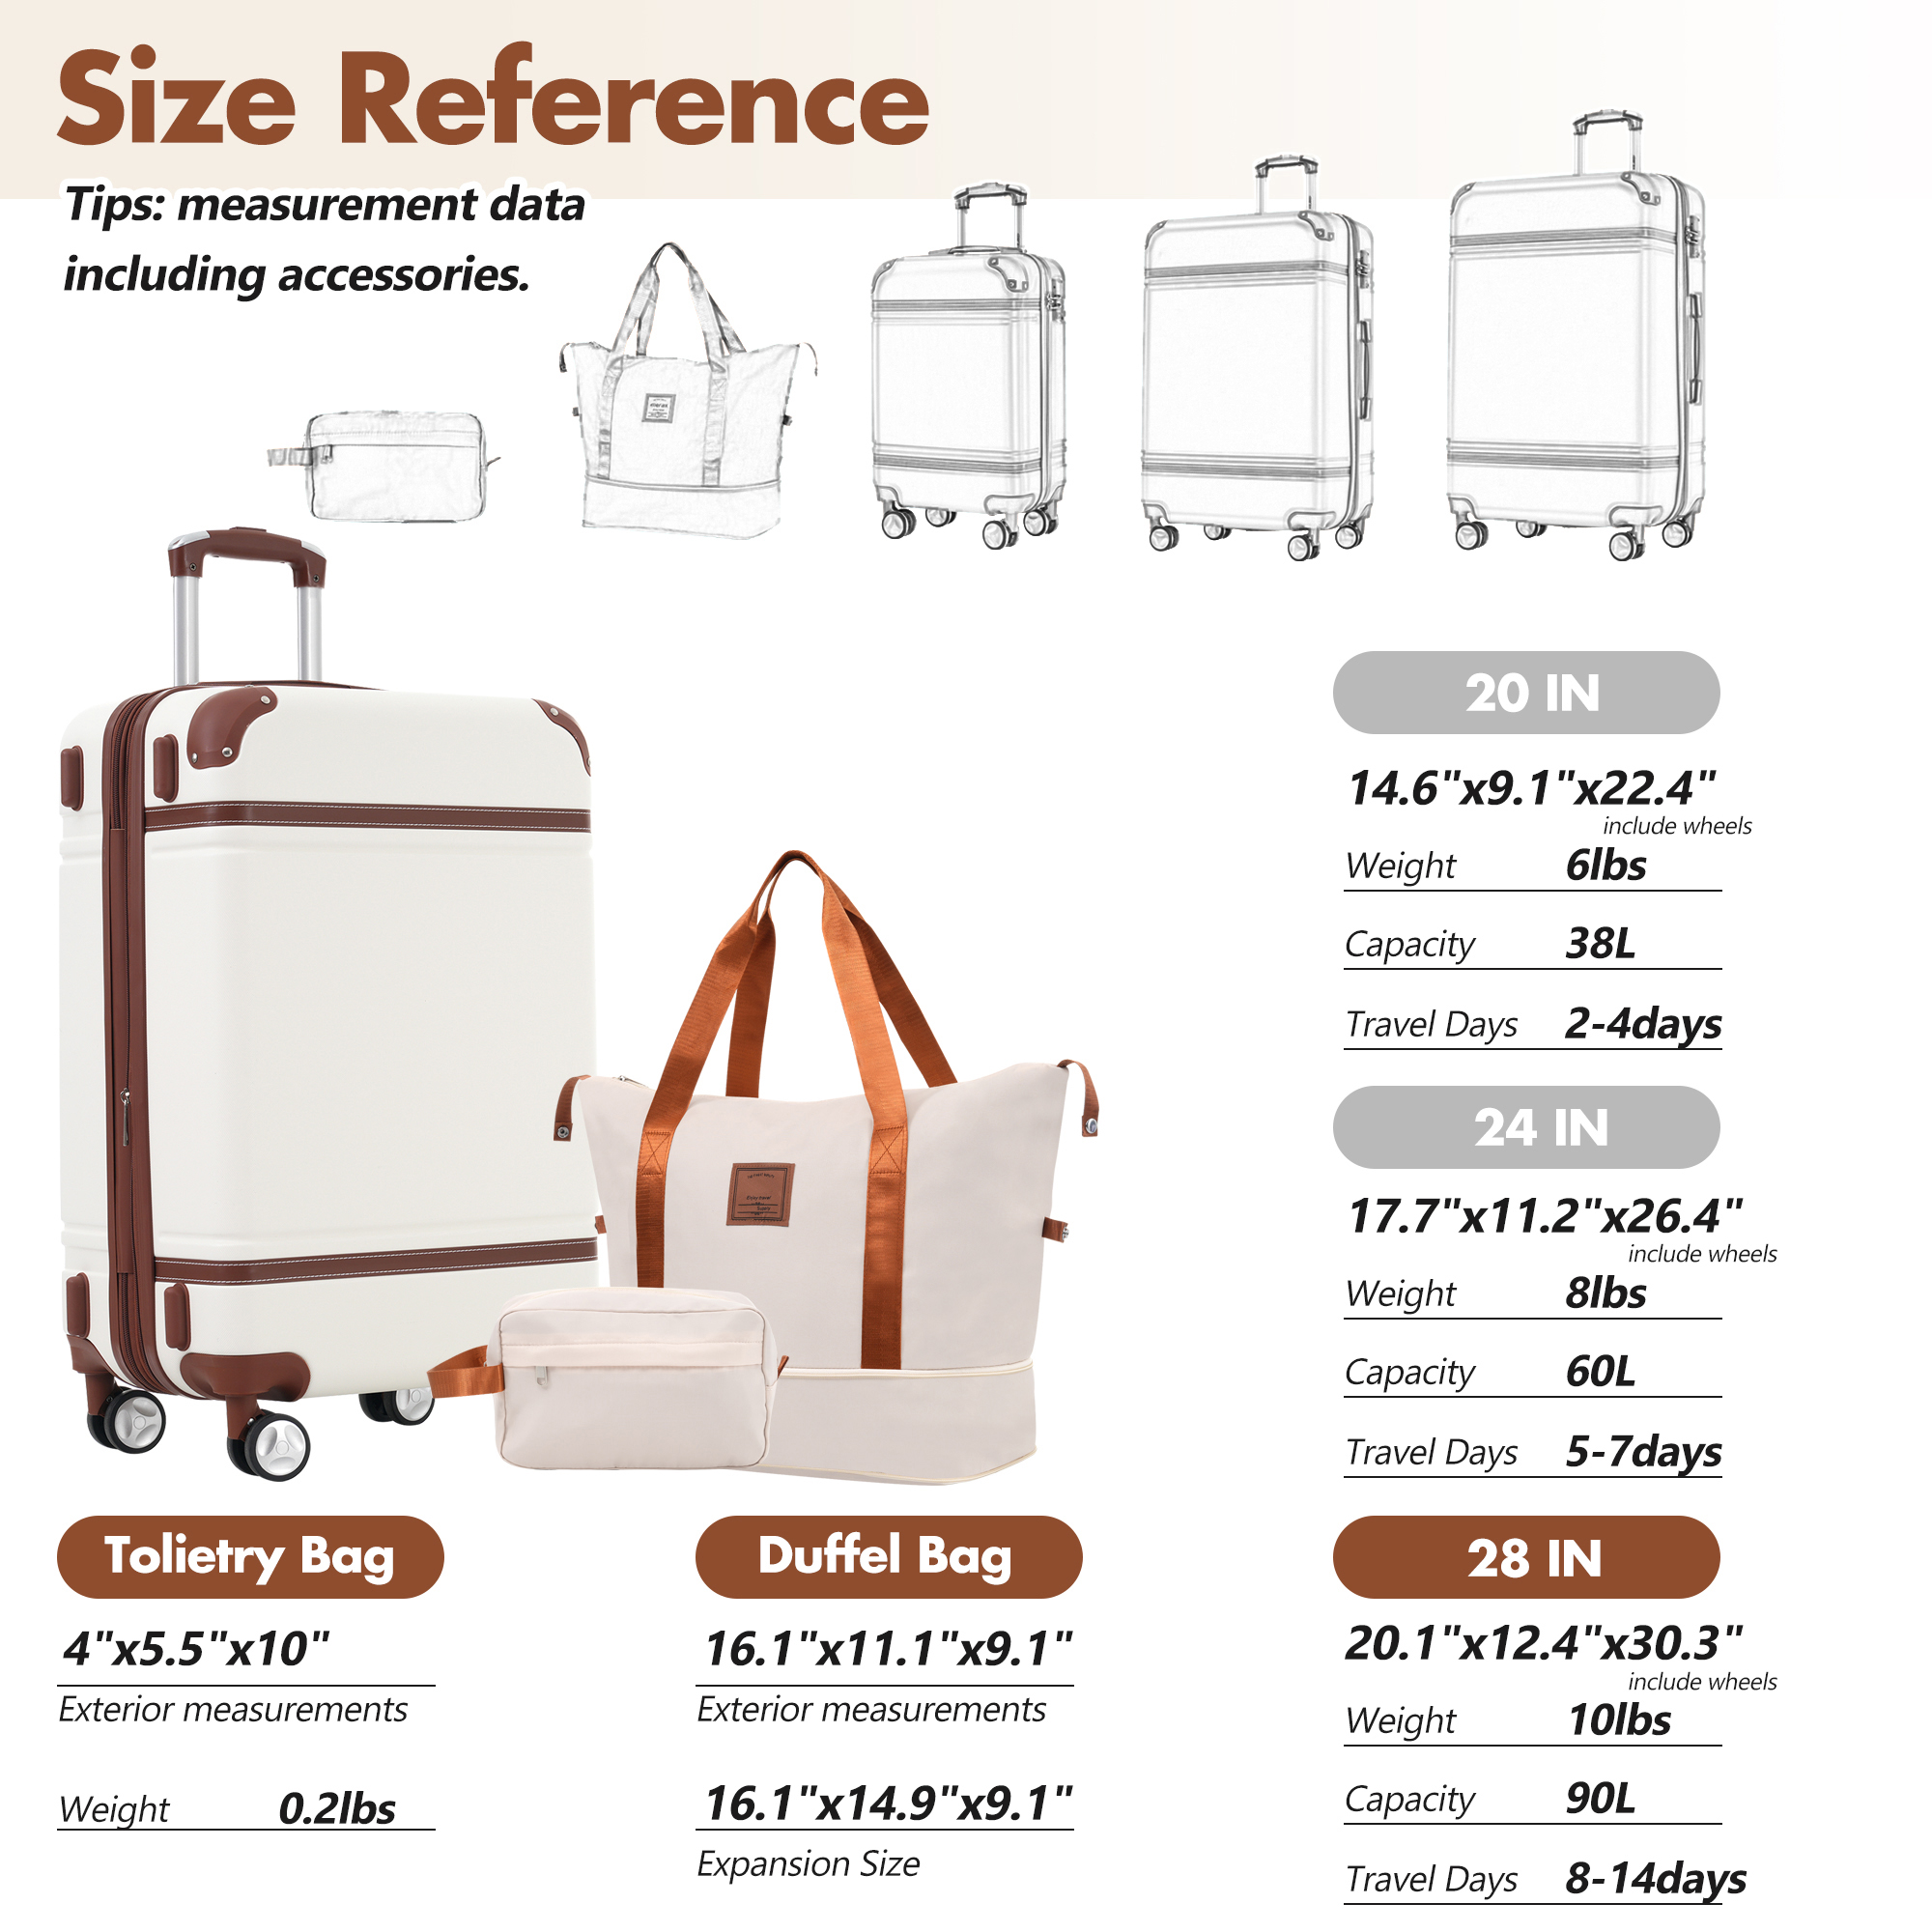 Size Reference
Tips: measurement data
including accessories.
20 IN
14.6"x9.1"x22.4"
include wheels
Weight 6lbs
Capacity 38L
Travel Days 2-4days
24 IN
17.7"x11.2"x26.4"
include wheels
Weight 8lbs
Capacity 60L
Travel Days 5-7days
Tolietry Bag
4"x5.5"x10"
Exterior measurements
Weight 0.2lbs
Duffel Bag
16.1"x11.1"x9.1"
Exterior measurements
16.1"x14.9"x9.1"
Expansion Size
28 IN
20.1"x12.4"x30.3"
include wheels
Weight 10lbs
Capacity 90L
Travel Days 8-14days